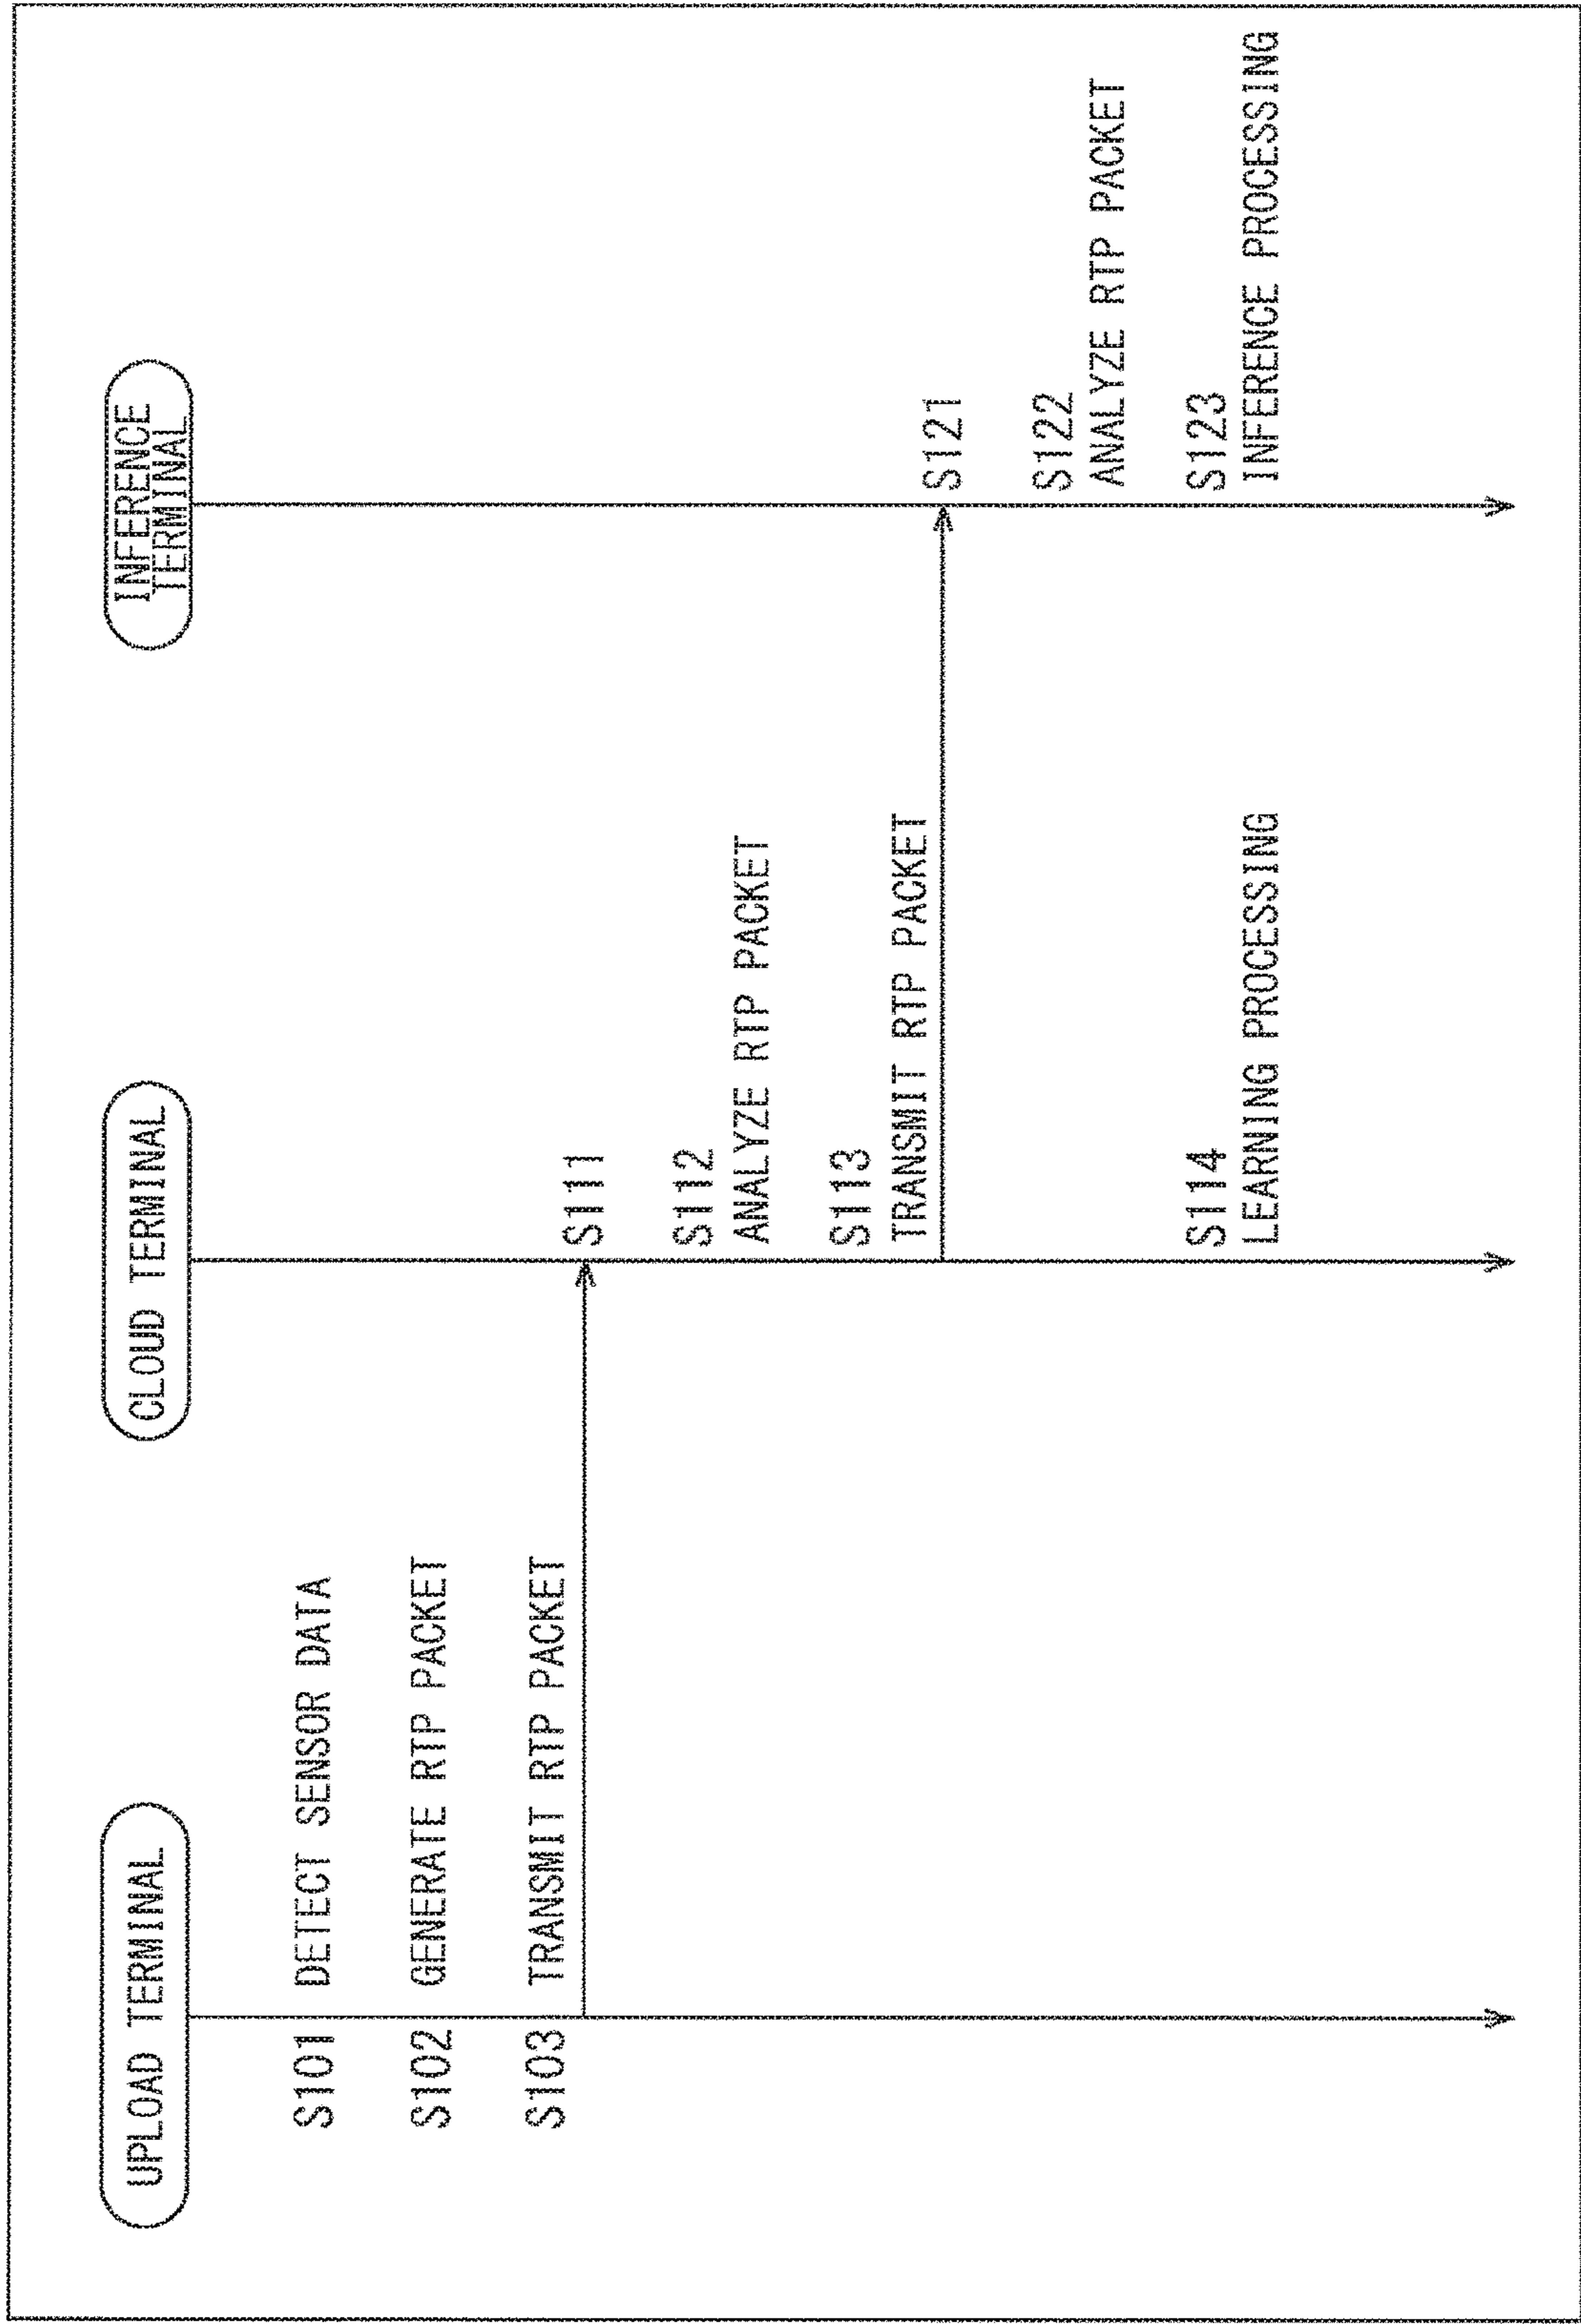 UPLOAD TERMINAL
CLOUD TERMINAL
INFERENCE
TERMINAL
S101 DETECT SENSOR DATA
S102 GENERATE RTP PACKET
S103 TRANSMIT RTP PACKET
S111
S112
ANALYZE RTP PACKET
S113
TRANSMIT RTP PACKET
S121
S122
ANALYZE RTP PACKET
S114
LEARNING PROCESSING
S123
INFERENCE PROCESSING